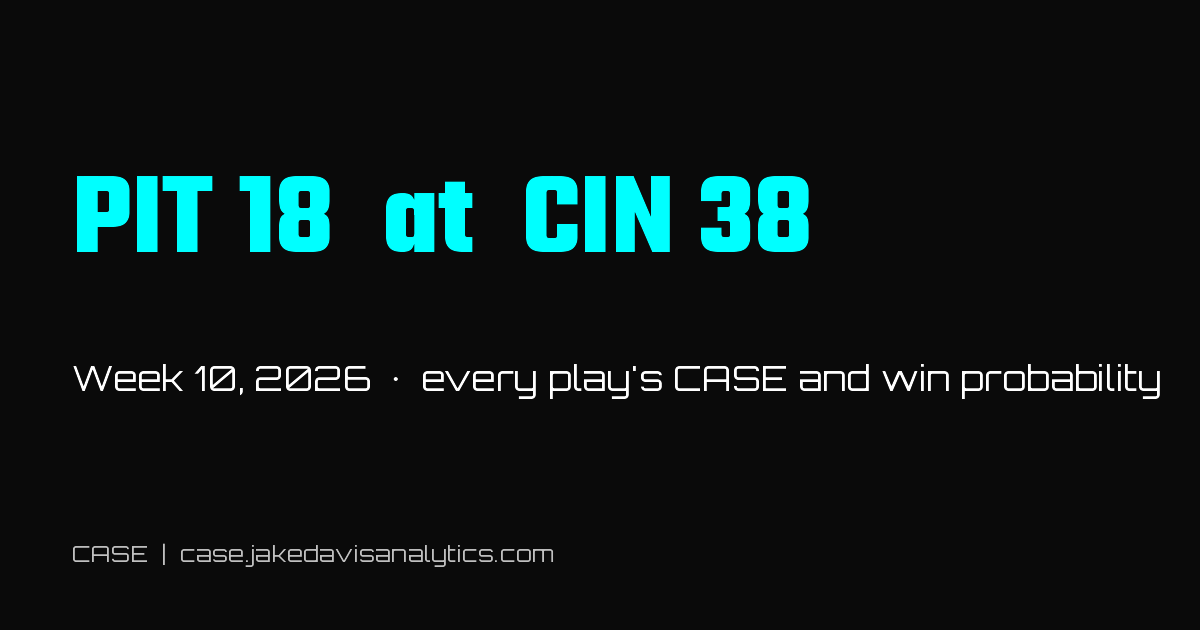 PIT 18 at CIN 38
Week 10, 2026 · every play's CASE and win probability
CASE | case.jakedavisanalytics.com